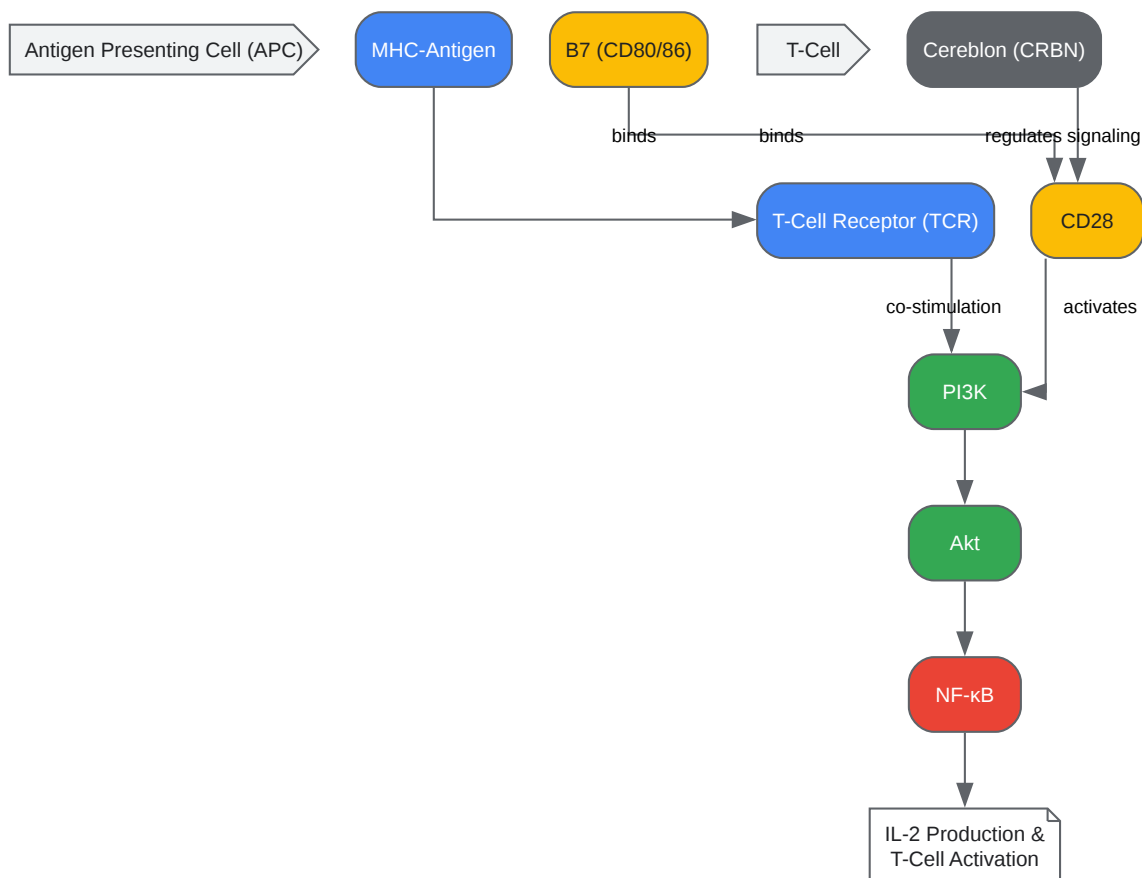 Antigen Presenting Cell (APC)
MHC-Antigen
B7 (CD80/86)
T-Cell
Cereblon (CRBN)
binds
binds
regulates signaling
T-Cell Receptor (TCR)
CD28
co-stimulation
activates
PI3K
Akt
NF-κB
IL-2 Production &
T-Cell Activation